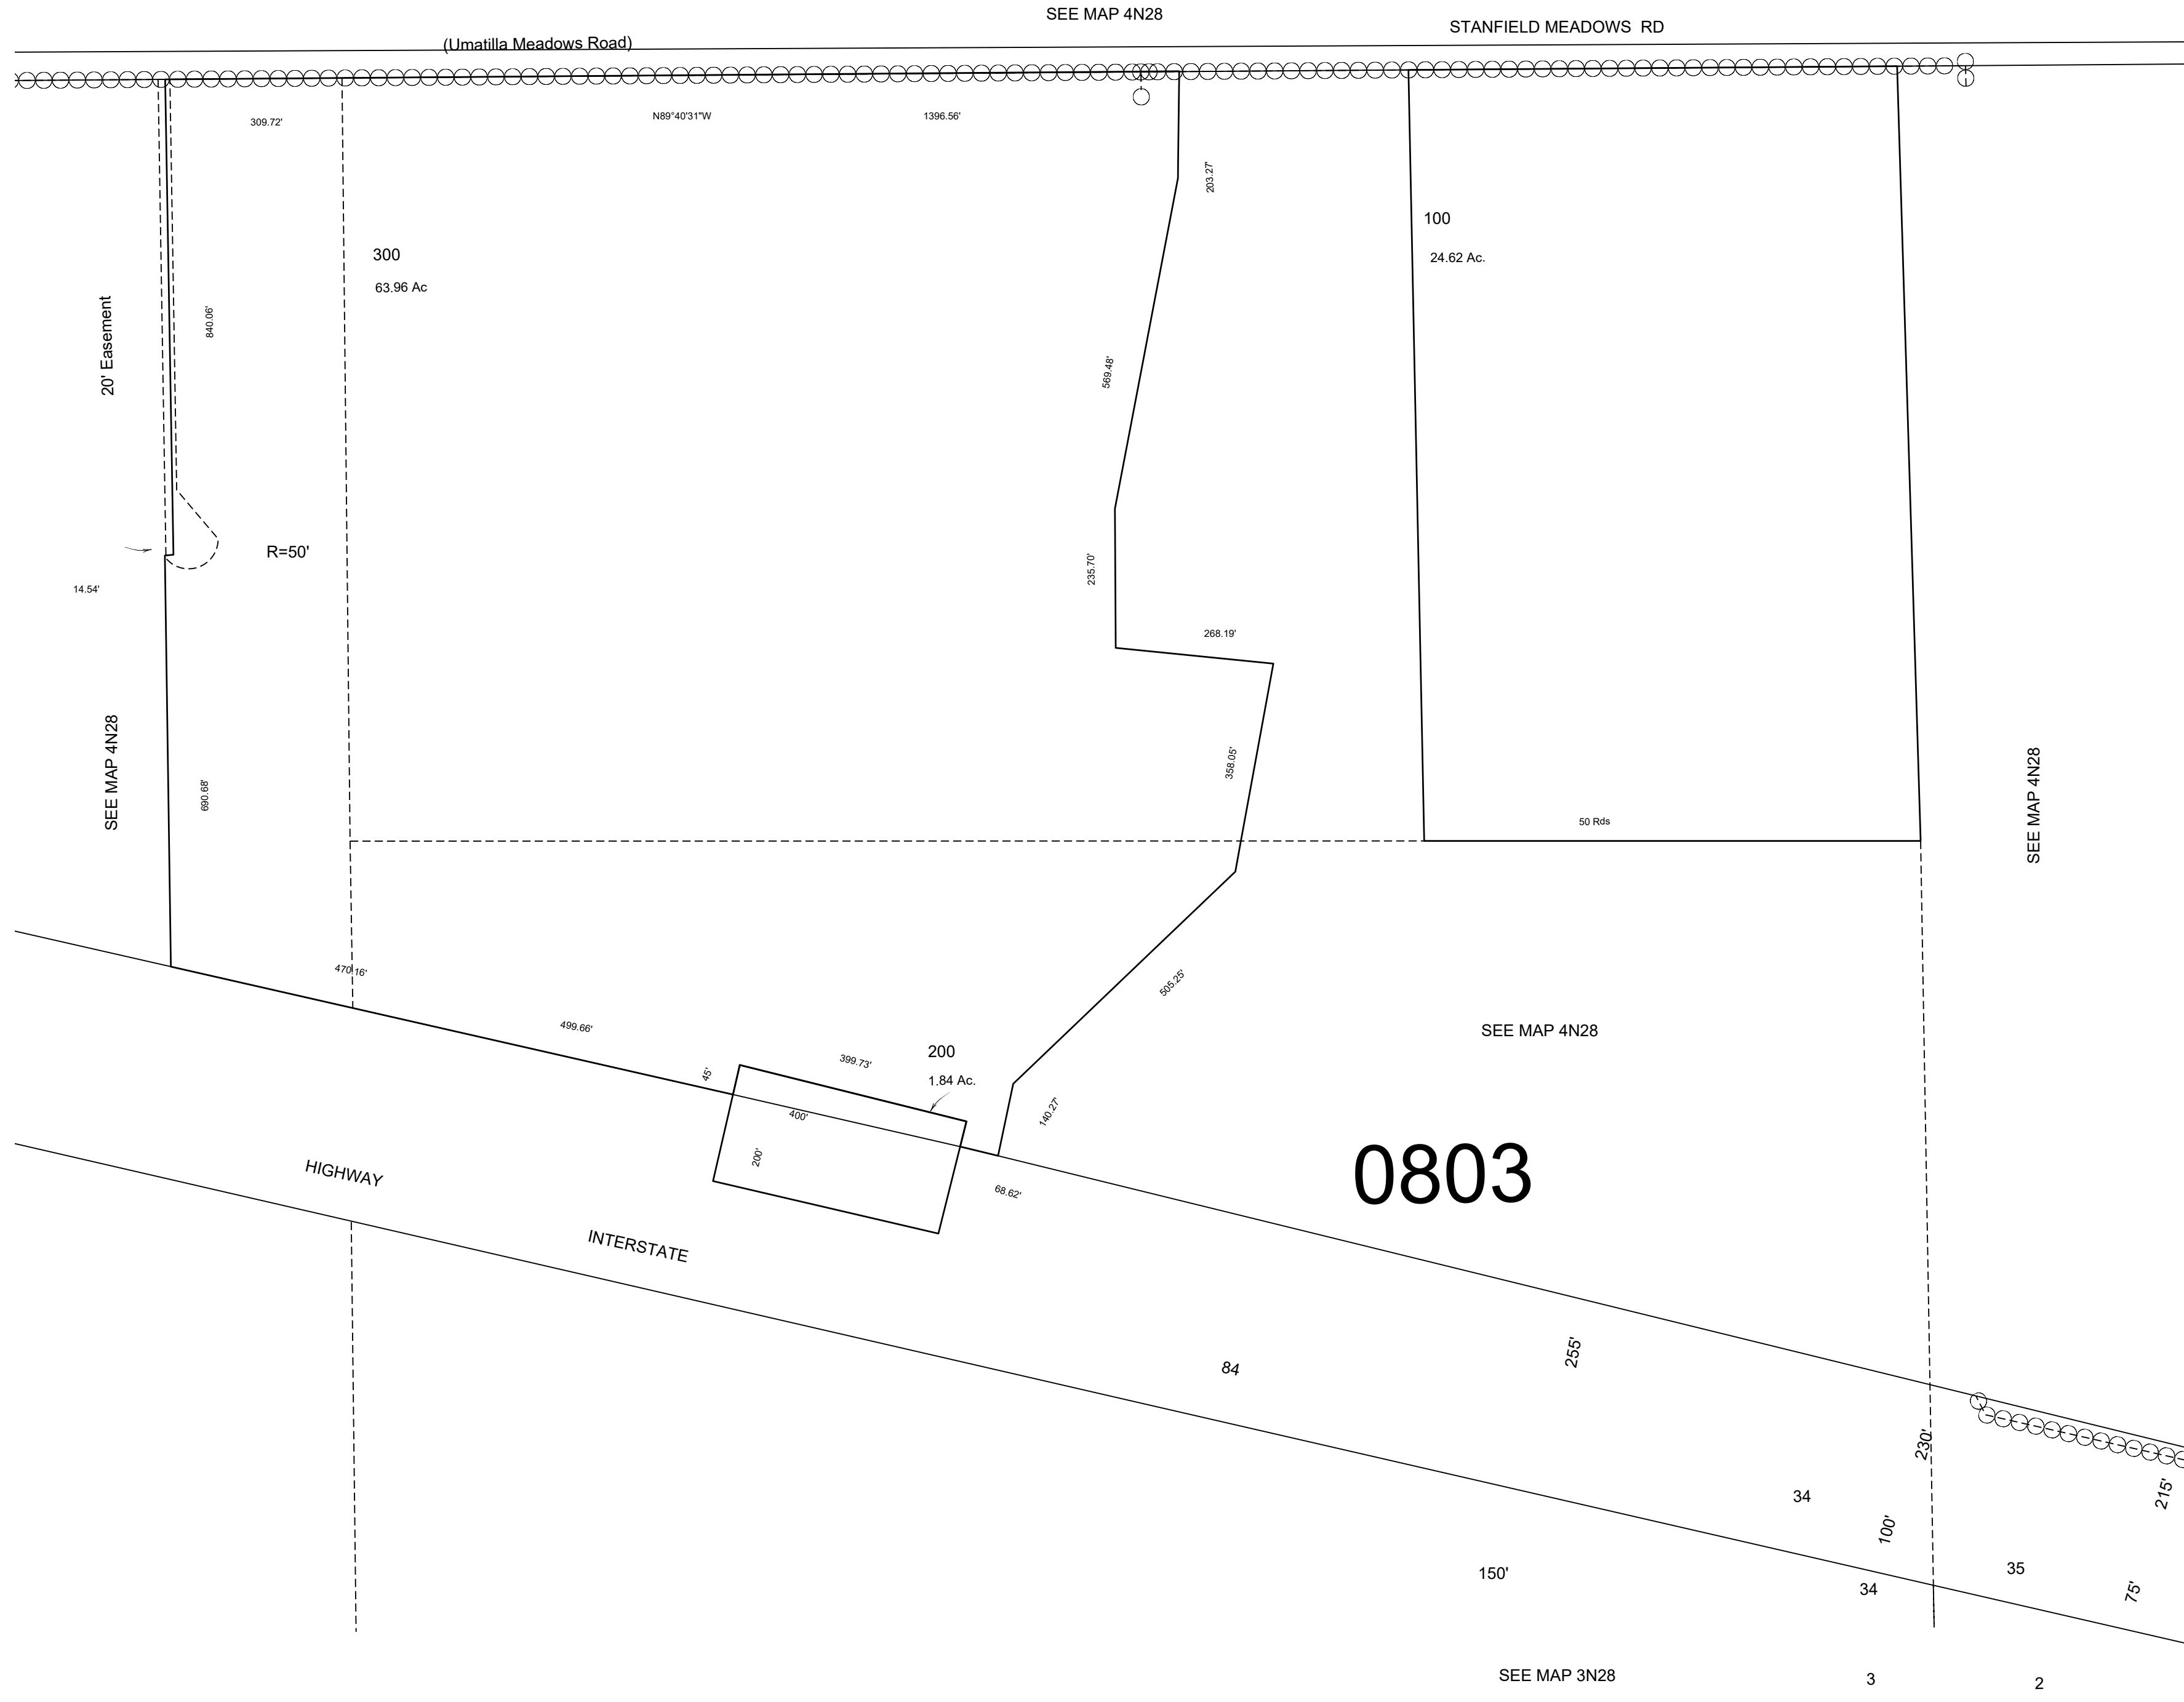 SEE MAP 4N28
STANFIELD MEADOWS RD
(Umatilla Meadows Road)
309.72'
N89°40'31"W
1396.56'
203.27'
100
24.62 Ac.
300
63.96 Ac
20' Easement
840.06'
569.48'
R=50'
14.54'
235.70'
268.19'
SEE MAP 4N28
690.68'
358.05'
50 Rds
SEE MAP 4N28
470.16'
499.66'
505.25'
SEE MAP 4N28
200
1.84 Ac.
399.73'
45'
400'
140.27'
200'
68.62'
0803
HIGHWAY
INTERSTATE
84
255'
230'
34
215'
100'
150'
34
35
75'
SEE MAP 3N28
3
2